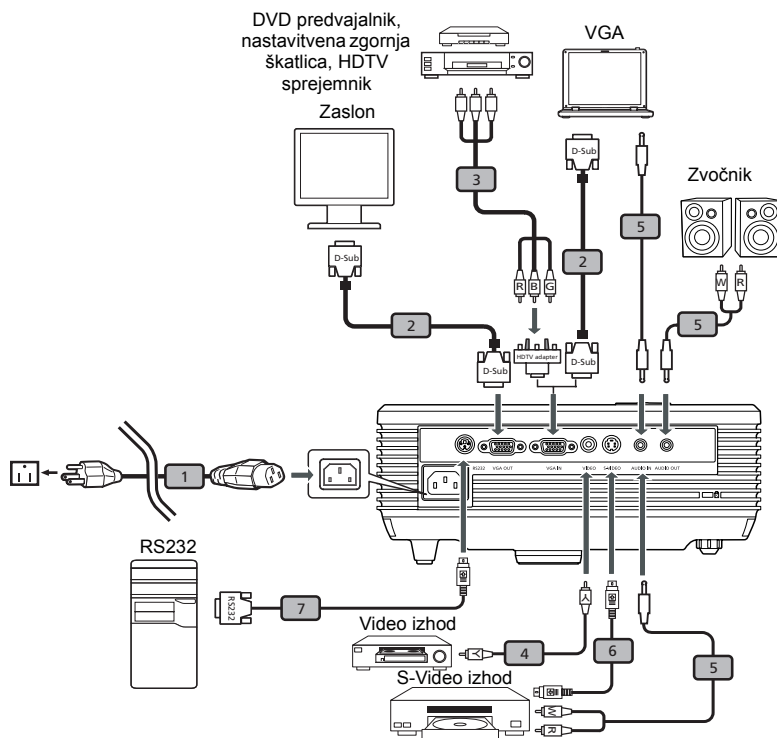 DVD predvajalnik,
nastavitvena zgornja
škatlica, HDTV
sprejemnik
VGA
Zaslon
Zvočnik
D-Sub
3
5
D-Sub
2
W R
R B G
2
5
HDTV adapter
D-Sub
D-Sub
1
RS232 VGA OUT VGA IN VIDEO S-VIDEO AUDIO IN AUDIO OUT
RS232
RS232
7
Video izhod
Y
Y
4
6
5
S-Video izhod
W
R